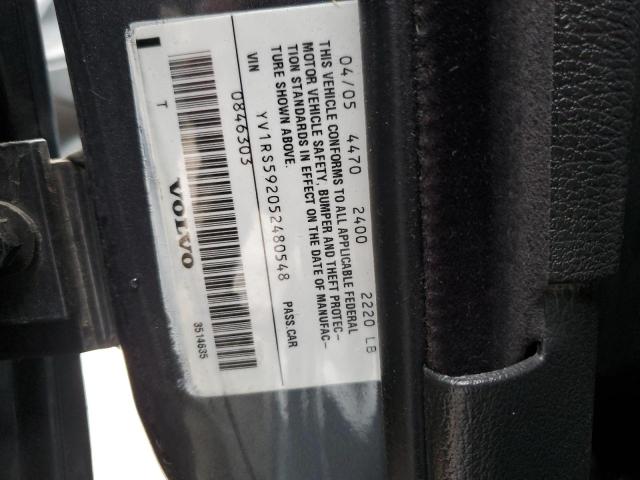 04/05 4470 2400 2220 LB
THIS VEHICLE CONFORMS TO ALL APPLICABLE FEDERAL
MOTOR VEHICLE SAFETY, BUMPER AND THEFT PROTEC-
TION STANDARDS IN EFFECT ON THE DATE OF MANUFAC-
TURE SHOWN ABOVE.
VIN YV1RS592052480548 PASS.CAR
0846303
T VOLVO 3514635